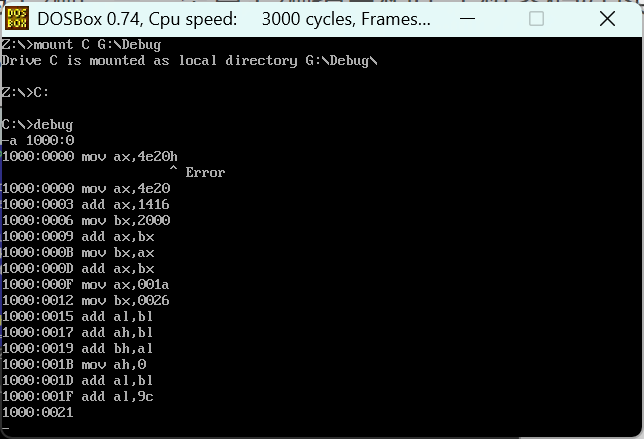 DOS BOX DOSBox 0.74, Cpu speed: 3000 cycles, Frames...
Z:\>mount C G:\Debug
Drive C is mounted as local directory G:\Debug\
Z:\>C:
C:\>debug
-a 1000:0
1000:0000 mov ax,4e20h
^ Error
1000:0000 mov ax,4e20
1000:0003 add ax,1416
1000:0006 mov bx,2000
1000:0009 add ax,bx
1000:000B mov bx,ax
1000:000D add ax,bx
1000:000F mov ax,001a
1000:0012 mov bx,0026
1000:0015 add al,bl
1000:0017 add ah,bl
1000:0019 add bh,al
1000:001B mov ah,0
1000:001D add al,bl
1000:001F add al,9c
1000:0021
-